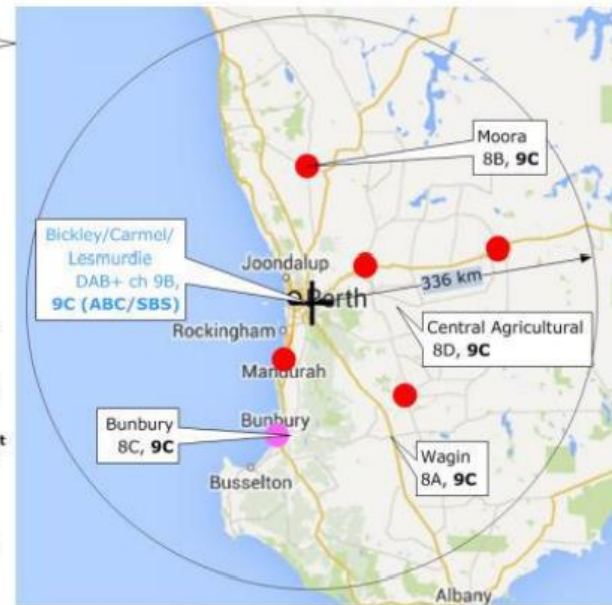 Moora
8B, 9C
Bickley/Carmel/
Lesmurdie
DAB+ ch 9B,
9C (ABC/SBS)
Joondalup
Perth
336 km
Rockingham
Central Agricultural
8D, 9C
Mandurah
Bunbury
8C, 9C
Bunbury
Wagin
8A, 9C
Busselton
Albany